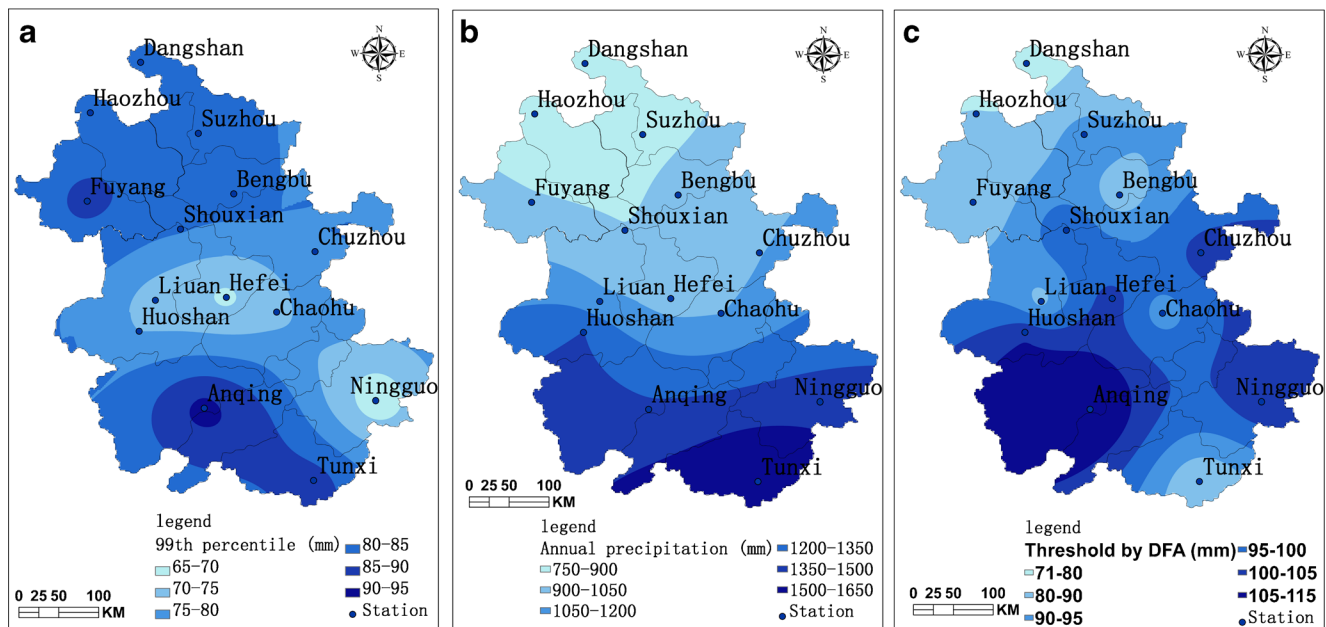 a
N
W E
S
Dangshan
Haozhou
Suzhou
Fuyang
Bengbu
Shouxian
Chuzhou
Liuan
Hefei
Huoshan
Chaohu
Anqing
Ningguo
Tunxi
legend
99th percentile (mm)
65-70
70-75
75-80
80-85
85-90
90-95
Station
0 25 50 100
KM
b
N
W E
S
Dangshan
Haozhou
Suzhou
Fuyang
Bengbu
Shouxian
Chuzhou
Liuan
Hefei
Huoshan
Chaohu
Anqing
Ningguo
Tunxi
0 25 50 100
KM
legend
Annual precipitation (mm)
750-900
900-1050
1050-1200
1200-1350
1350-1500
1500-1650
Station
c
N
W E
S
Dangshan
Haozhou
Suzhou
Fuyang
Bengbu
Shouxian
Chuzhou
Liuan
Hefei
Huoshan
Chaohu
Anqing
Ningguo
Tunxi
legend
Threshold by DFA (mm)
71-80
80-90
90-95
95-100
100-105
105-115
Station
0 25 50 100
KM